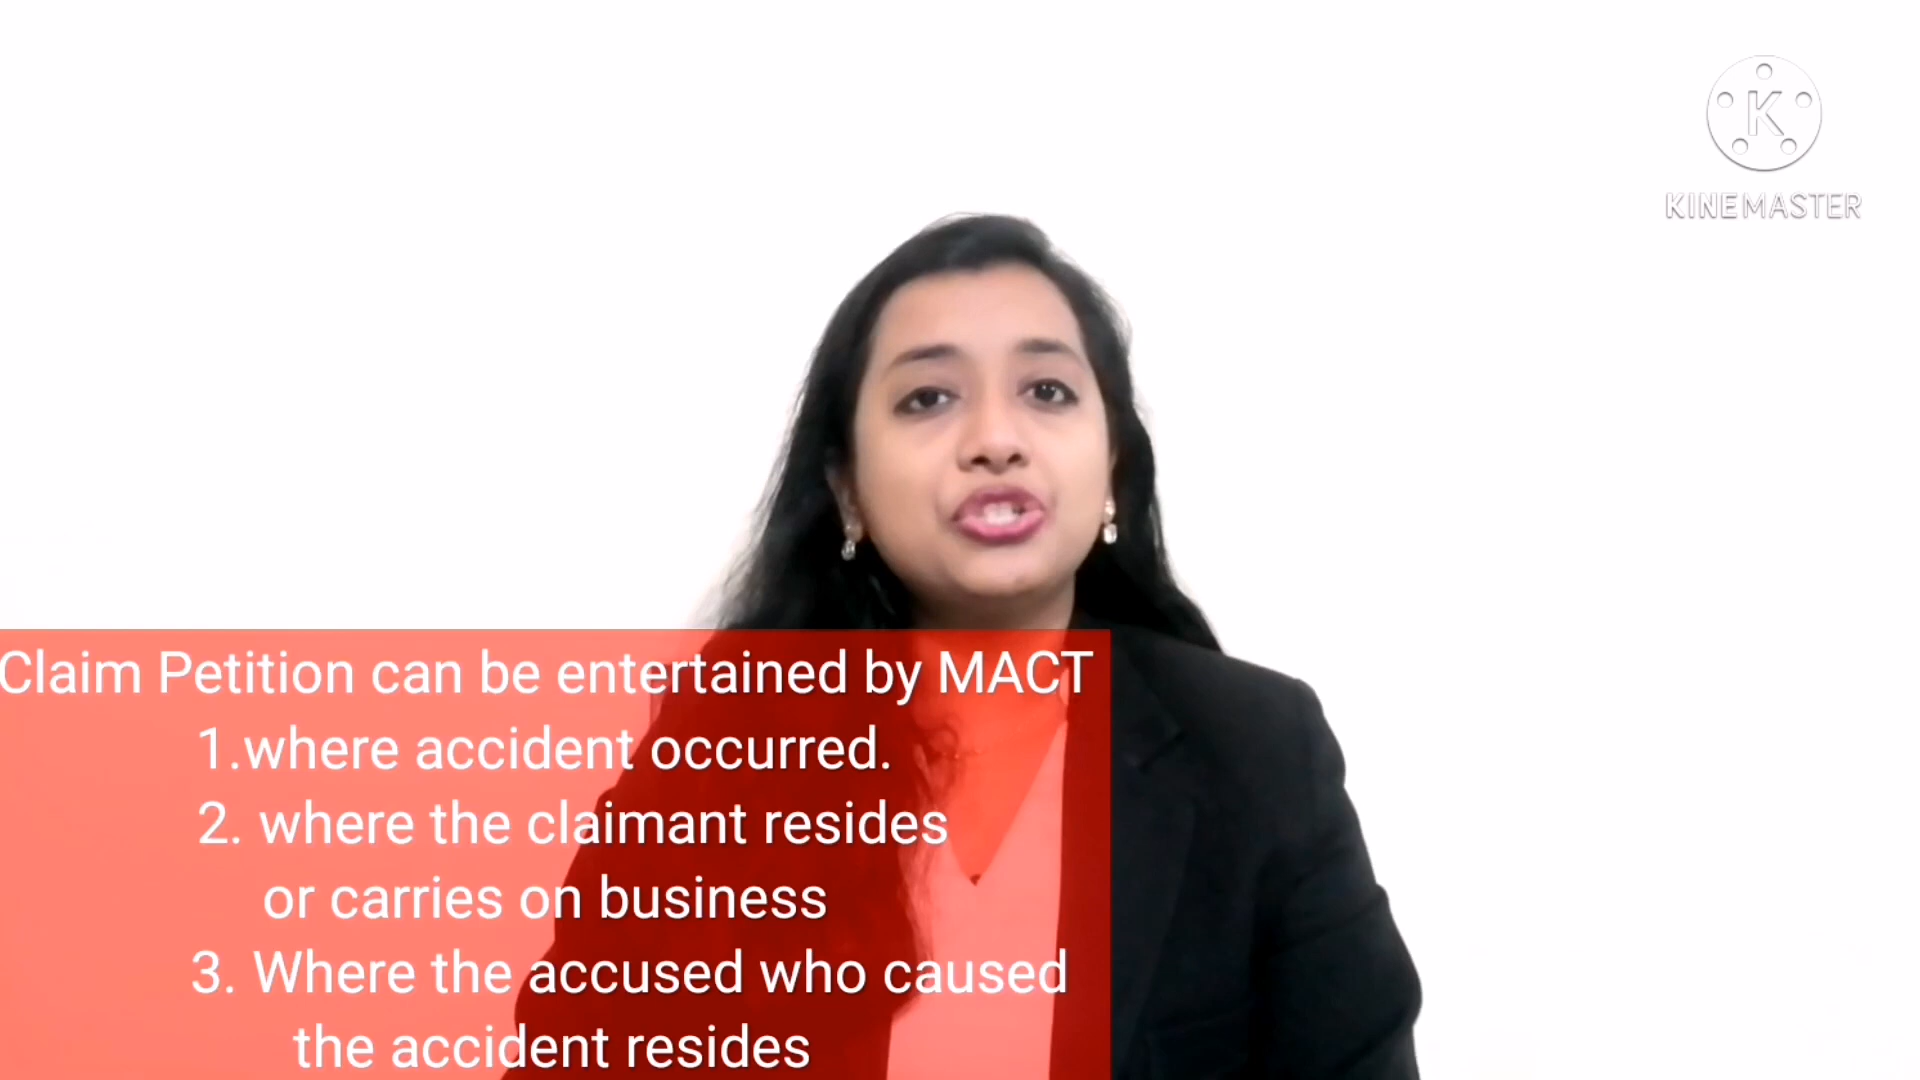 K
KINEMASTER
Claim Petition can be entertained by MACT
1.where accident occurred.
2. where the claimant resides
or carries on business
3. Where the accused who caused
the accident resides